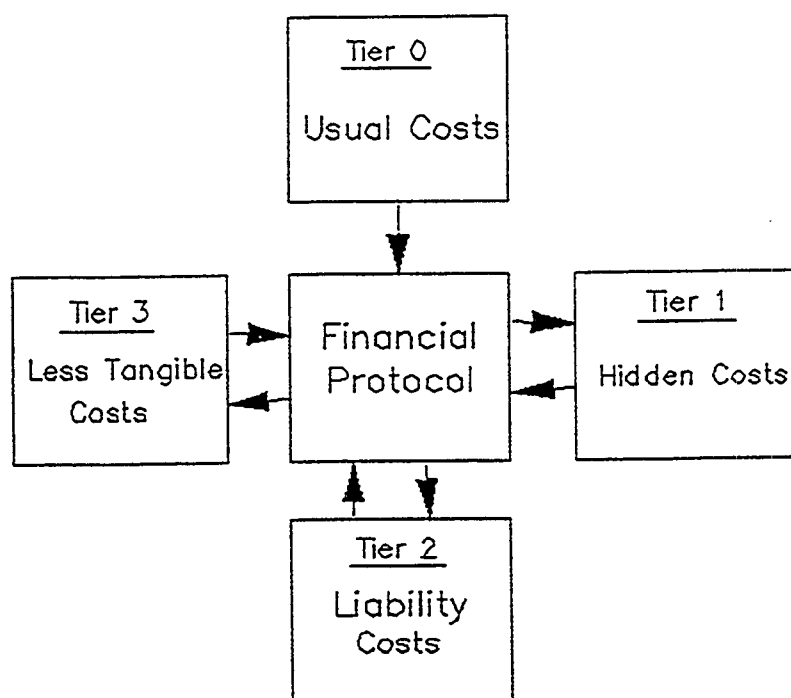 Tier 0
Usual Costs
Tier 3
Less Tangible
Costs
Financial
Protocol
Tier 1
Hidden Costs
Tier 2
Liability
Costs